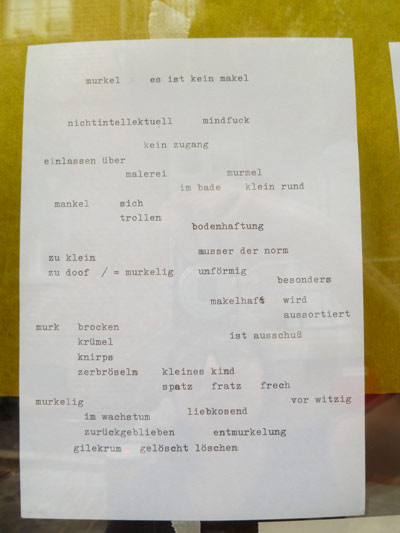 murkel es ist kein makel
nichtintellektuell mindfuck
kein zugang
einlassen über
malerei murmel
im bade klein rund
mankel sich
trollen
bodenhaftung
ausser der norm
zu klein
zu doof / = murkelig unförmig
besonders
makelhaft wird
aussortiert
murk brocken
ist ausschuß
krümel
knirps
zerbröseln kleines kind
spatz fratz frech
murkelig vor witzig
liebkosend
im wachstum
zurückgeblieben entmurkelung
gilekrum gelöscht löschen